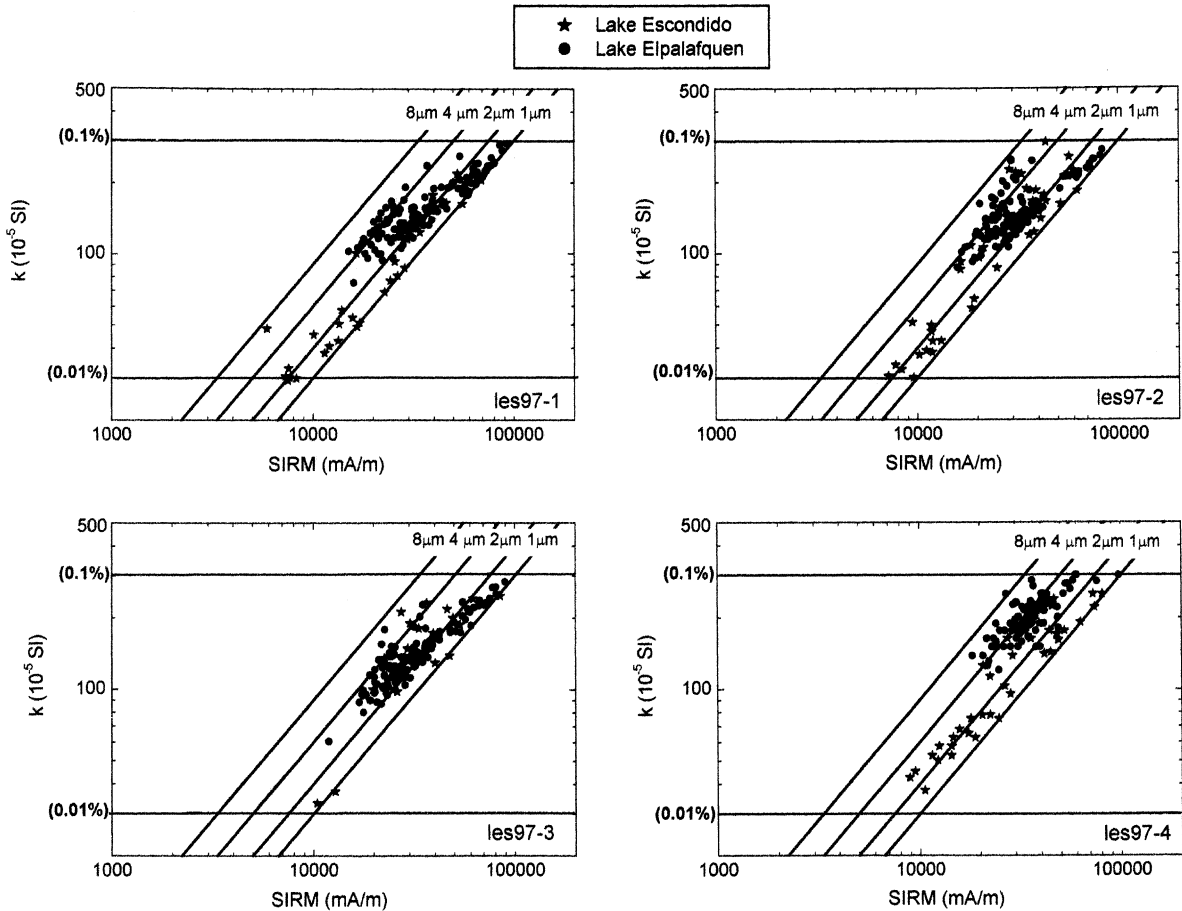 Lake Escondido
Lake Elpalafquen
500
8μm 4 μm 2μm 1μm
(0.1%)
k (10⁻⁵ SI)
100
(0.01%)
les97-1
1000 10000 100000
SIRM (mA/m)
500
8μm 4 μm 2μm 1μm
(0.1%)
k (10⁻⁵ SI)
100
(0.01%)
les97-2
1000 10000 100000
SIRM (mA/m)
500
8μm 4 μm 2μm 1μm
(0.1%)
k (10⁻⁵ SI)
100
(0.01%)
les97-3
1000 10000 100000
SIRM (mA/m)
500
8μm 4 μm 2μm 1μm
(0.1%)
k (10⁻⁵ SI)
100
(0.01%)
les97-4
1000 10000 100000
SIRM (mA/m)